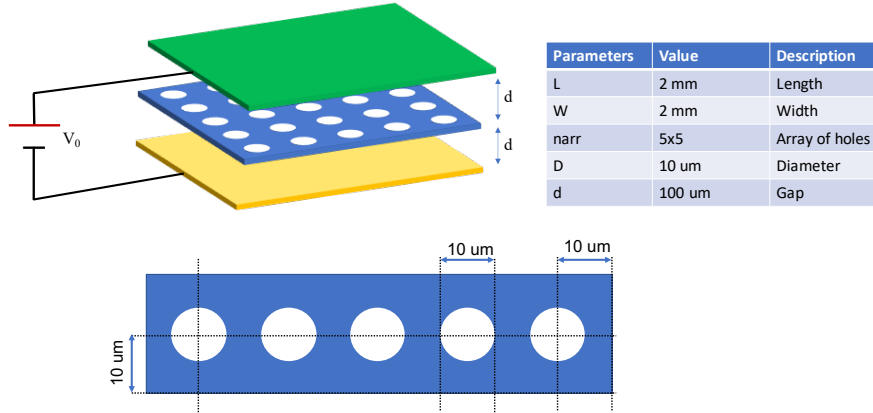 V₀
d
d
Parameters Value Description
L 2 mm Length
W 2 mm Width
narr 5x5 Array of holes
D 10 um Diameter
d 100 um Gap
10 um
10 um
10 um